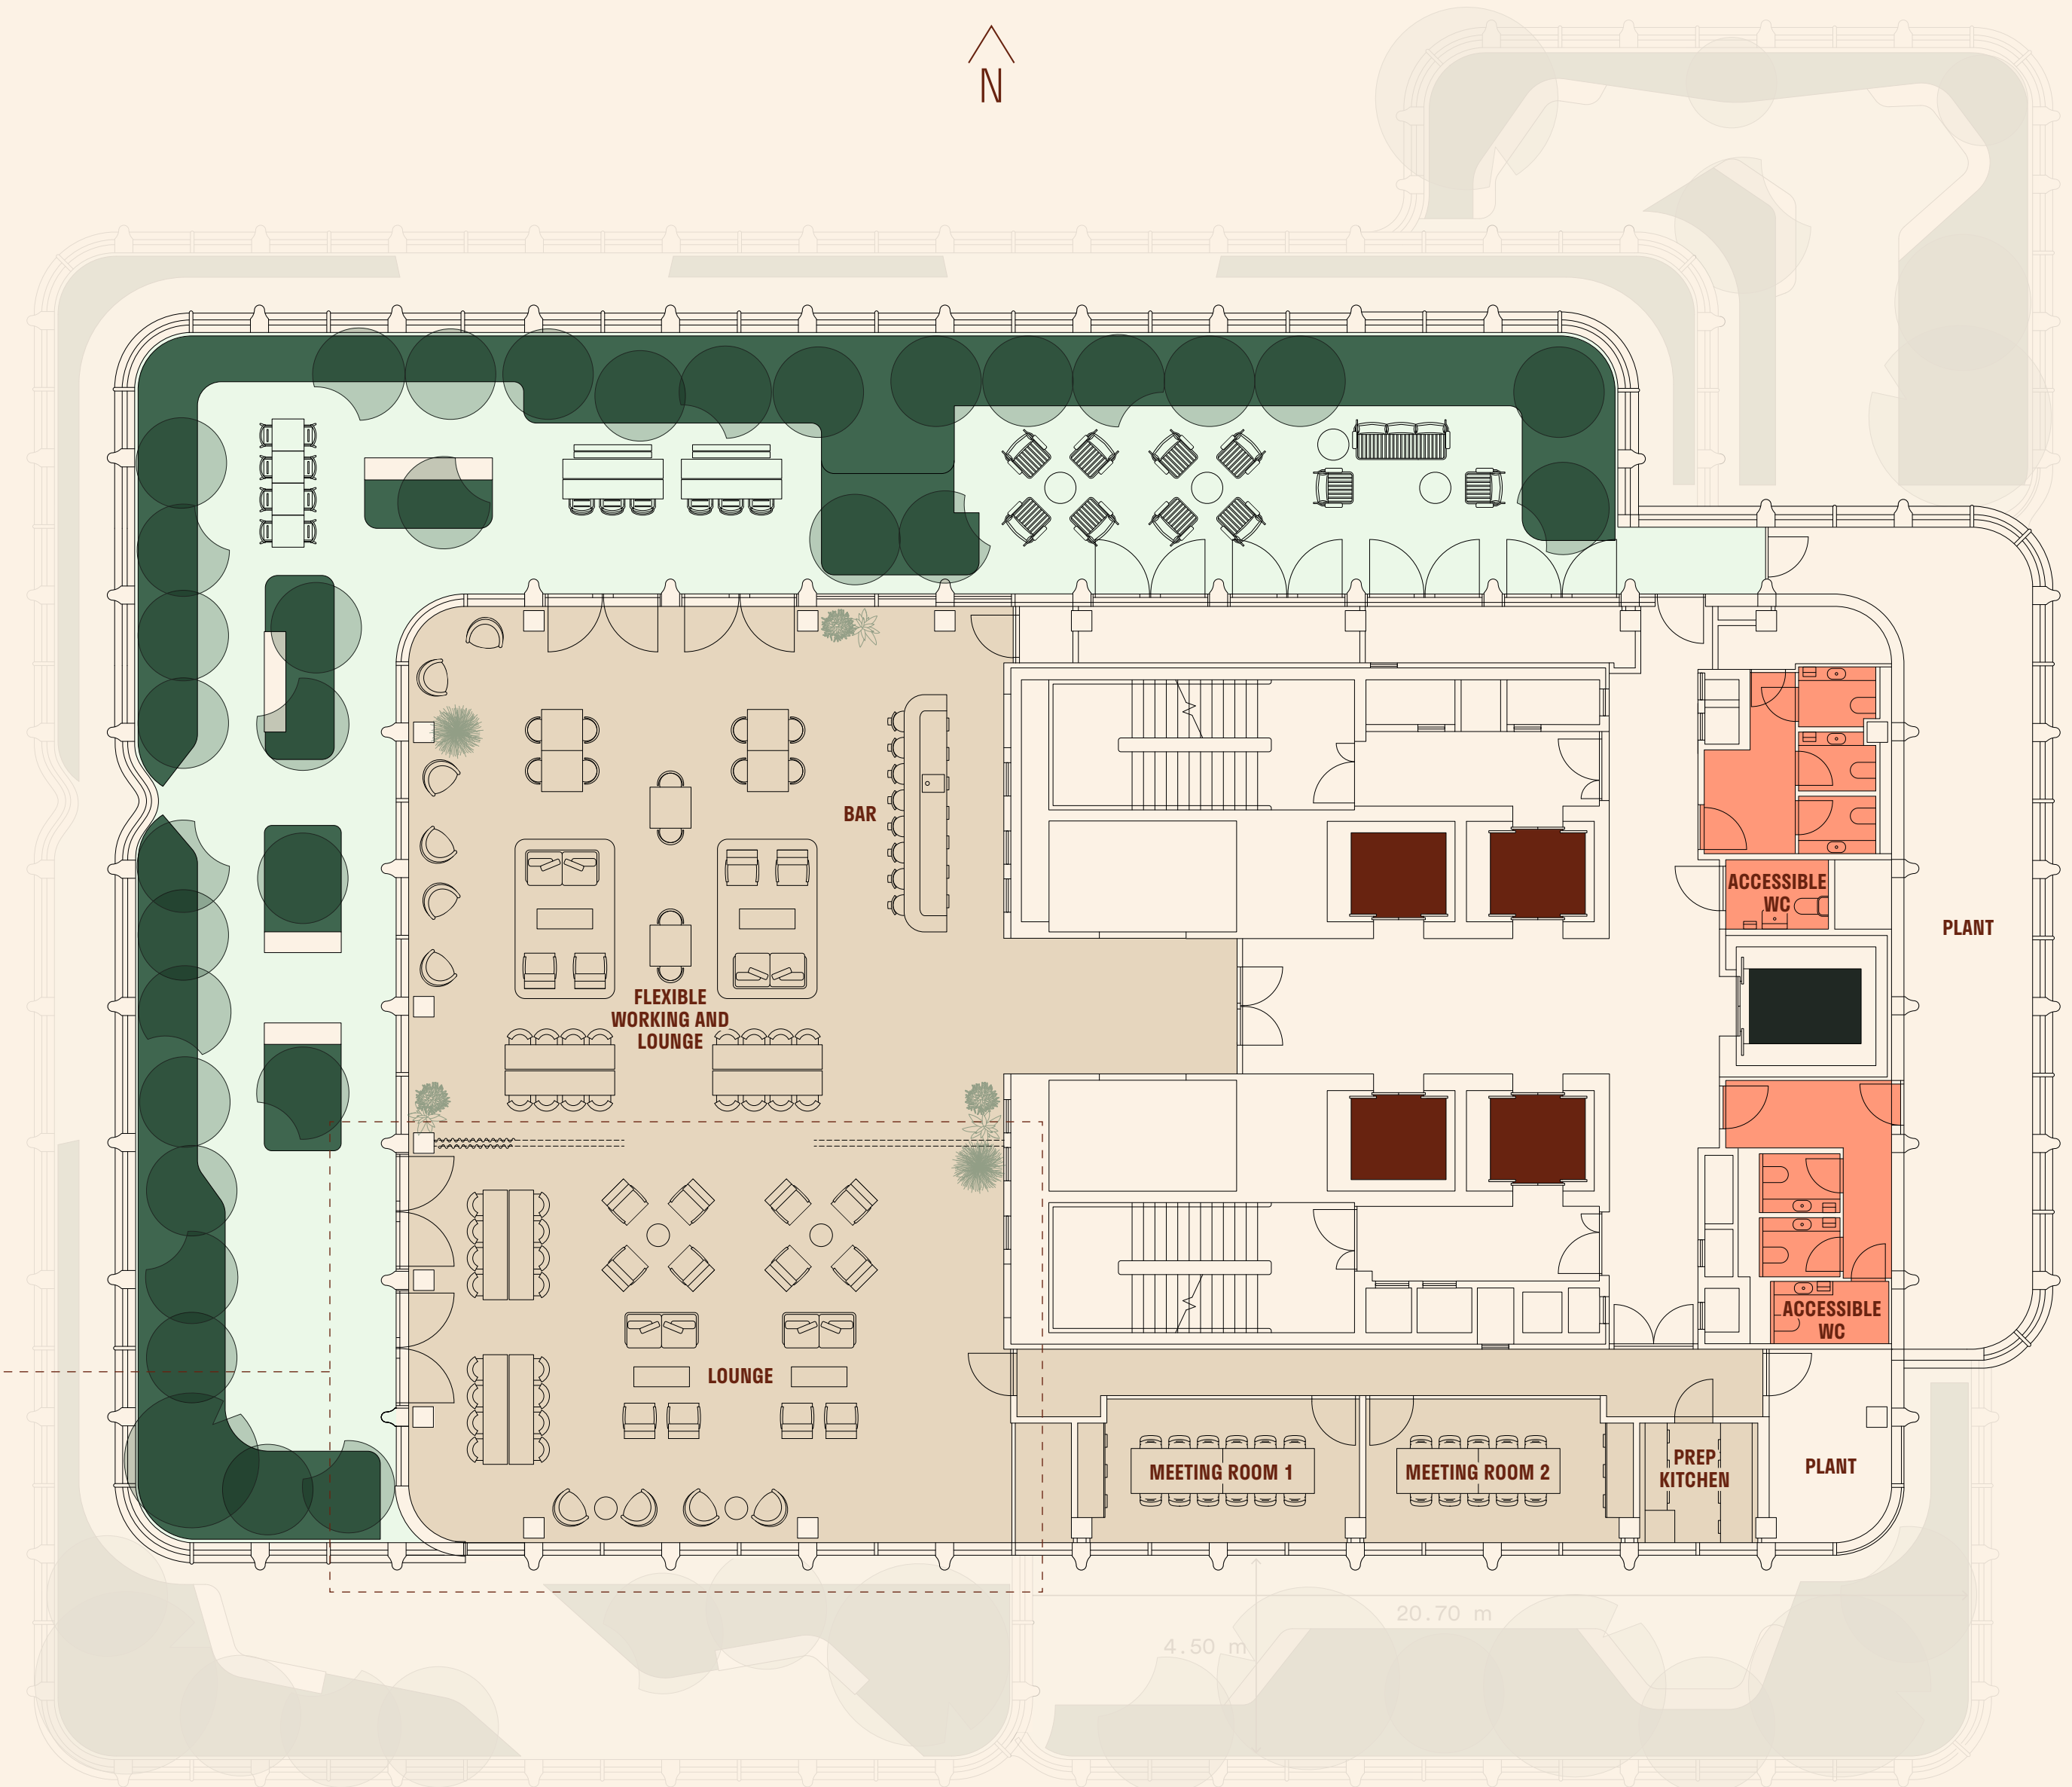 N
BAR
ACCESSIBLE
WC
PLANT
FLEXIBLE
WORKING AND
LOUNGE
ACCESSIBLE
WC
LOUNGE
MEETING ROOM 1
MEETING ROOM 2
PREP
KITCHEN
PLANT
20.70 m
4.50 m